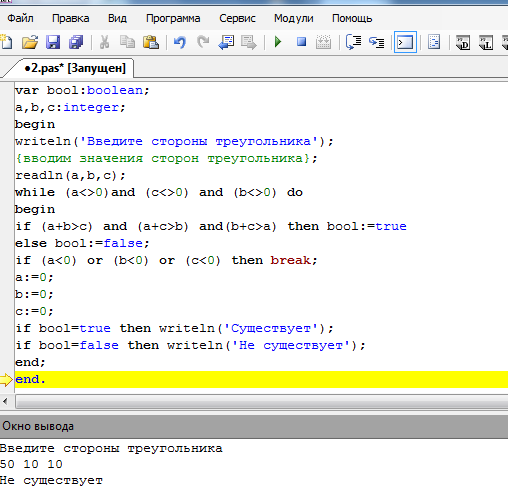 Файл Правка Вид Программа Сервис Модули Помощь
●2.pas* [Запущен]
var bool:boolean;
a,b,c:integer;
begin
writeln('Введите стороны треугольника');
{вводим значения сторон треугольника};
readln(a,b,c);
while (a<>0)and (c<>0) and (b<>0) do
begin
if (a+b>c) and (a+c>b) and(b+c>a) then bool:=true
else bool:=false;
if (a<0) or (b<0) or (c<0) then break;
a:=0;
b:=0;
c:=0;
if bool=true then writeln('Существует');
if bool=false then writeln('Не существует');
end;
end.
Окно вывода
Введите стороны треугольника
50 10 10
Не существует